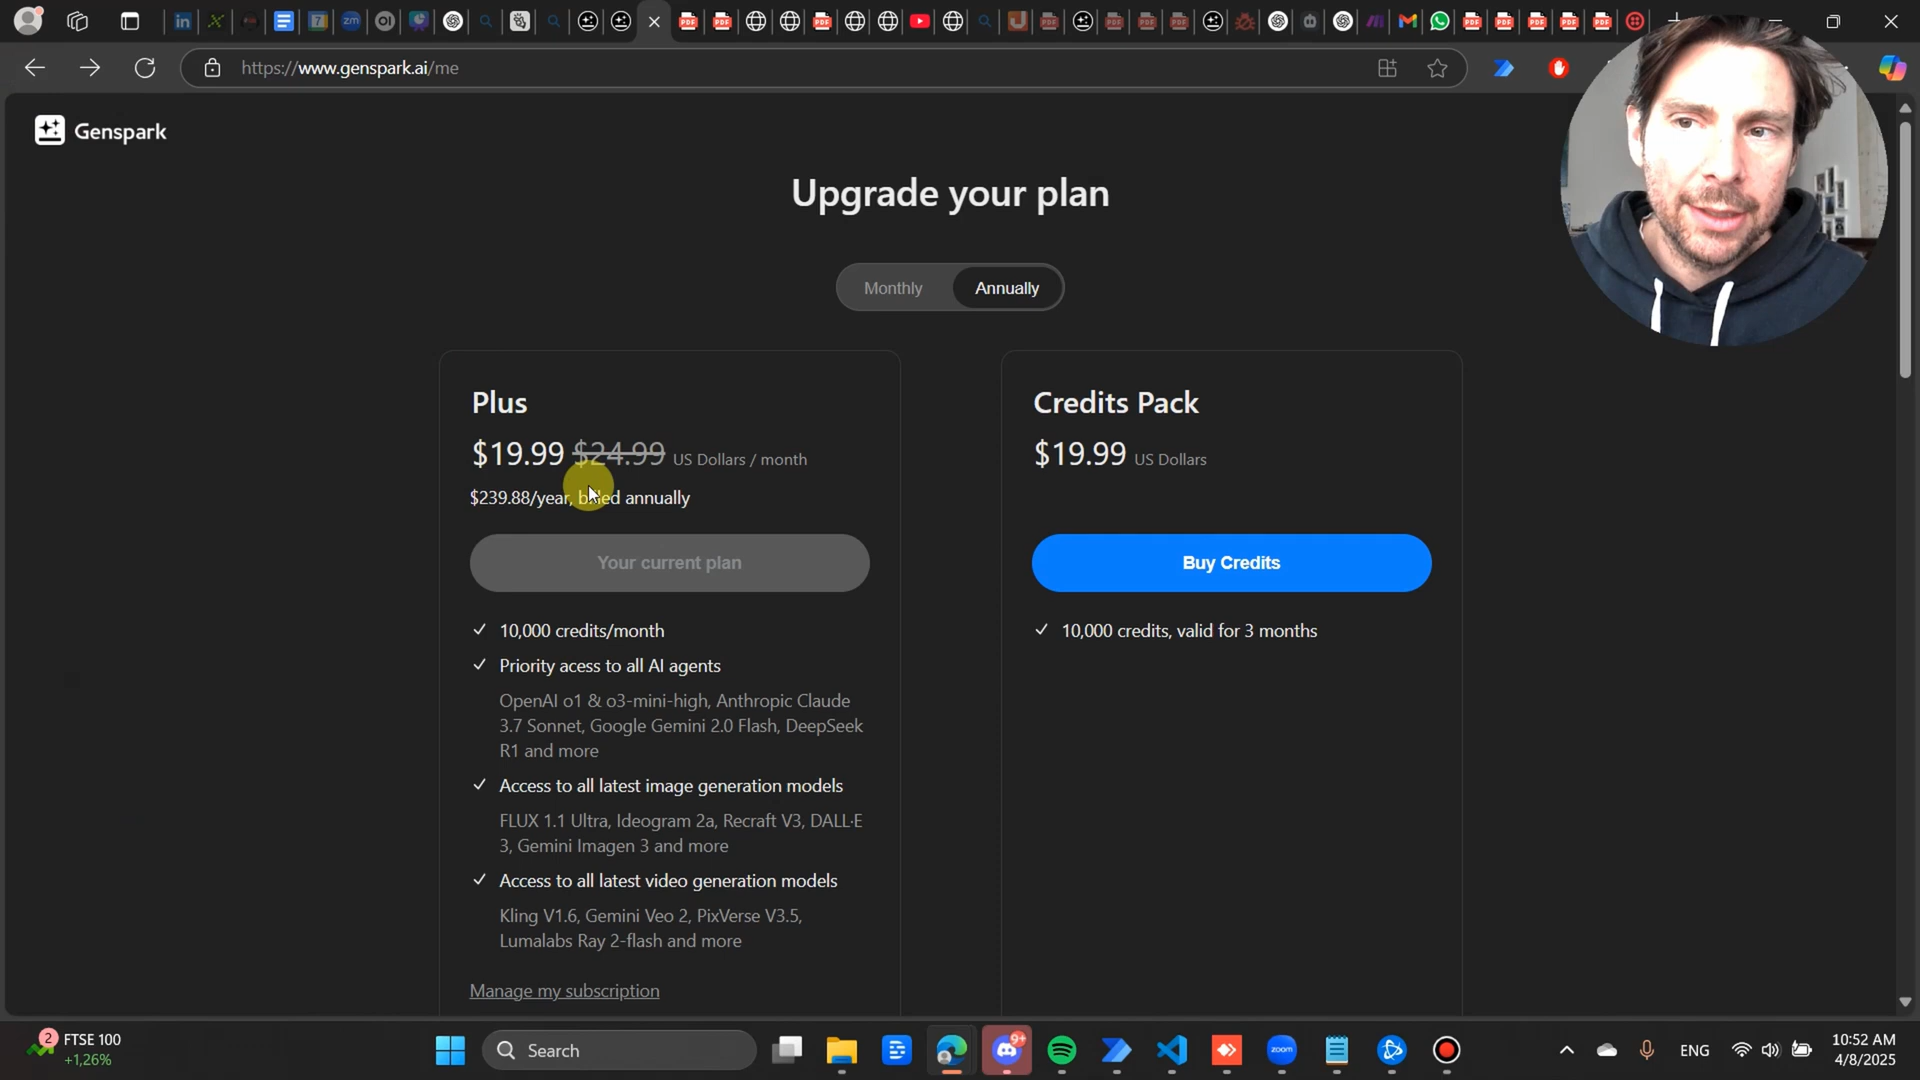 https://www.genspark.ai/me
Genspark
Upgrade your plan
Monthly
Annually
Plus
$19.99 $24.99 US Dollars / month
$239.88/year, billed annually
Your current plan
10,000 credits/month
Priority acess to all AI agents
OpenAI o1 & o3-mini-high, Anthropic Claude
3.7 Sonnet, Google Gemini 2.0 Flash, DeepSeek
R1 and more
Access to all latest image generation models
FLUX 1.1 Ultra, Ideogram 2a, Recraft V3, DALL·E
3, Gemini Imagen 3 and more
Access to all latest video generation models
Kling V1.6, Gemini Veo 2, PixVerse V3.5,
Lumalabs Ray 2-flash and more
Manage my subscription
Credits Pack
$19.99 US Dollars
Buy Credits
10,000 credits, valid for 3 months
2
FTSE 100
+1,26%
Search
9+
zoom
ENG
10:52 AM
4/8/2025